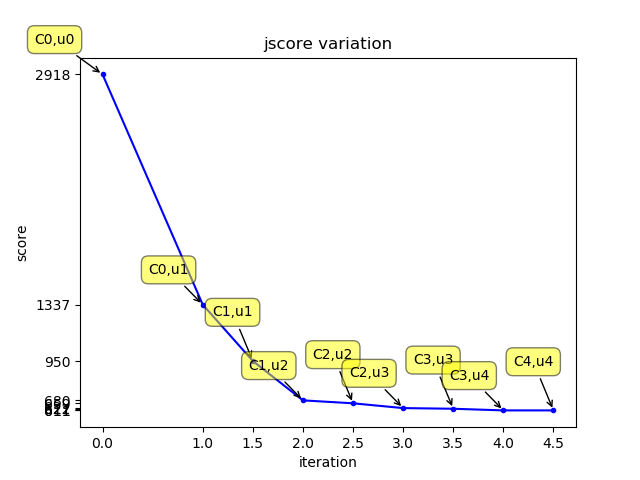 jscore variation
C0,u0
C0,u1
C1,u1
C1,u2
C2,u2
C2,u3
C3,u3
C3,u4
C4,u4
2918
1337
950
680
611
score
0.0 1.0 1.5 2.0 2.5 3.0 3.5 4.0 4.5
iteration